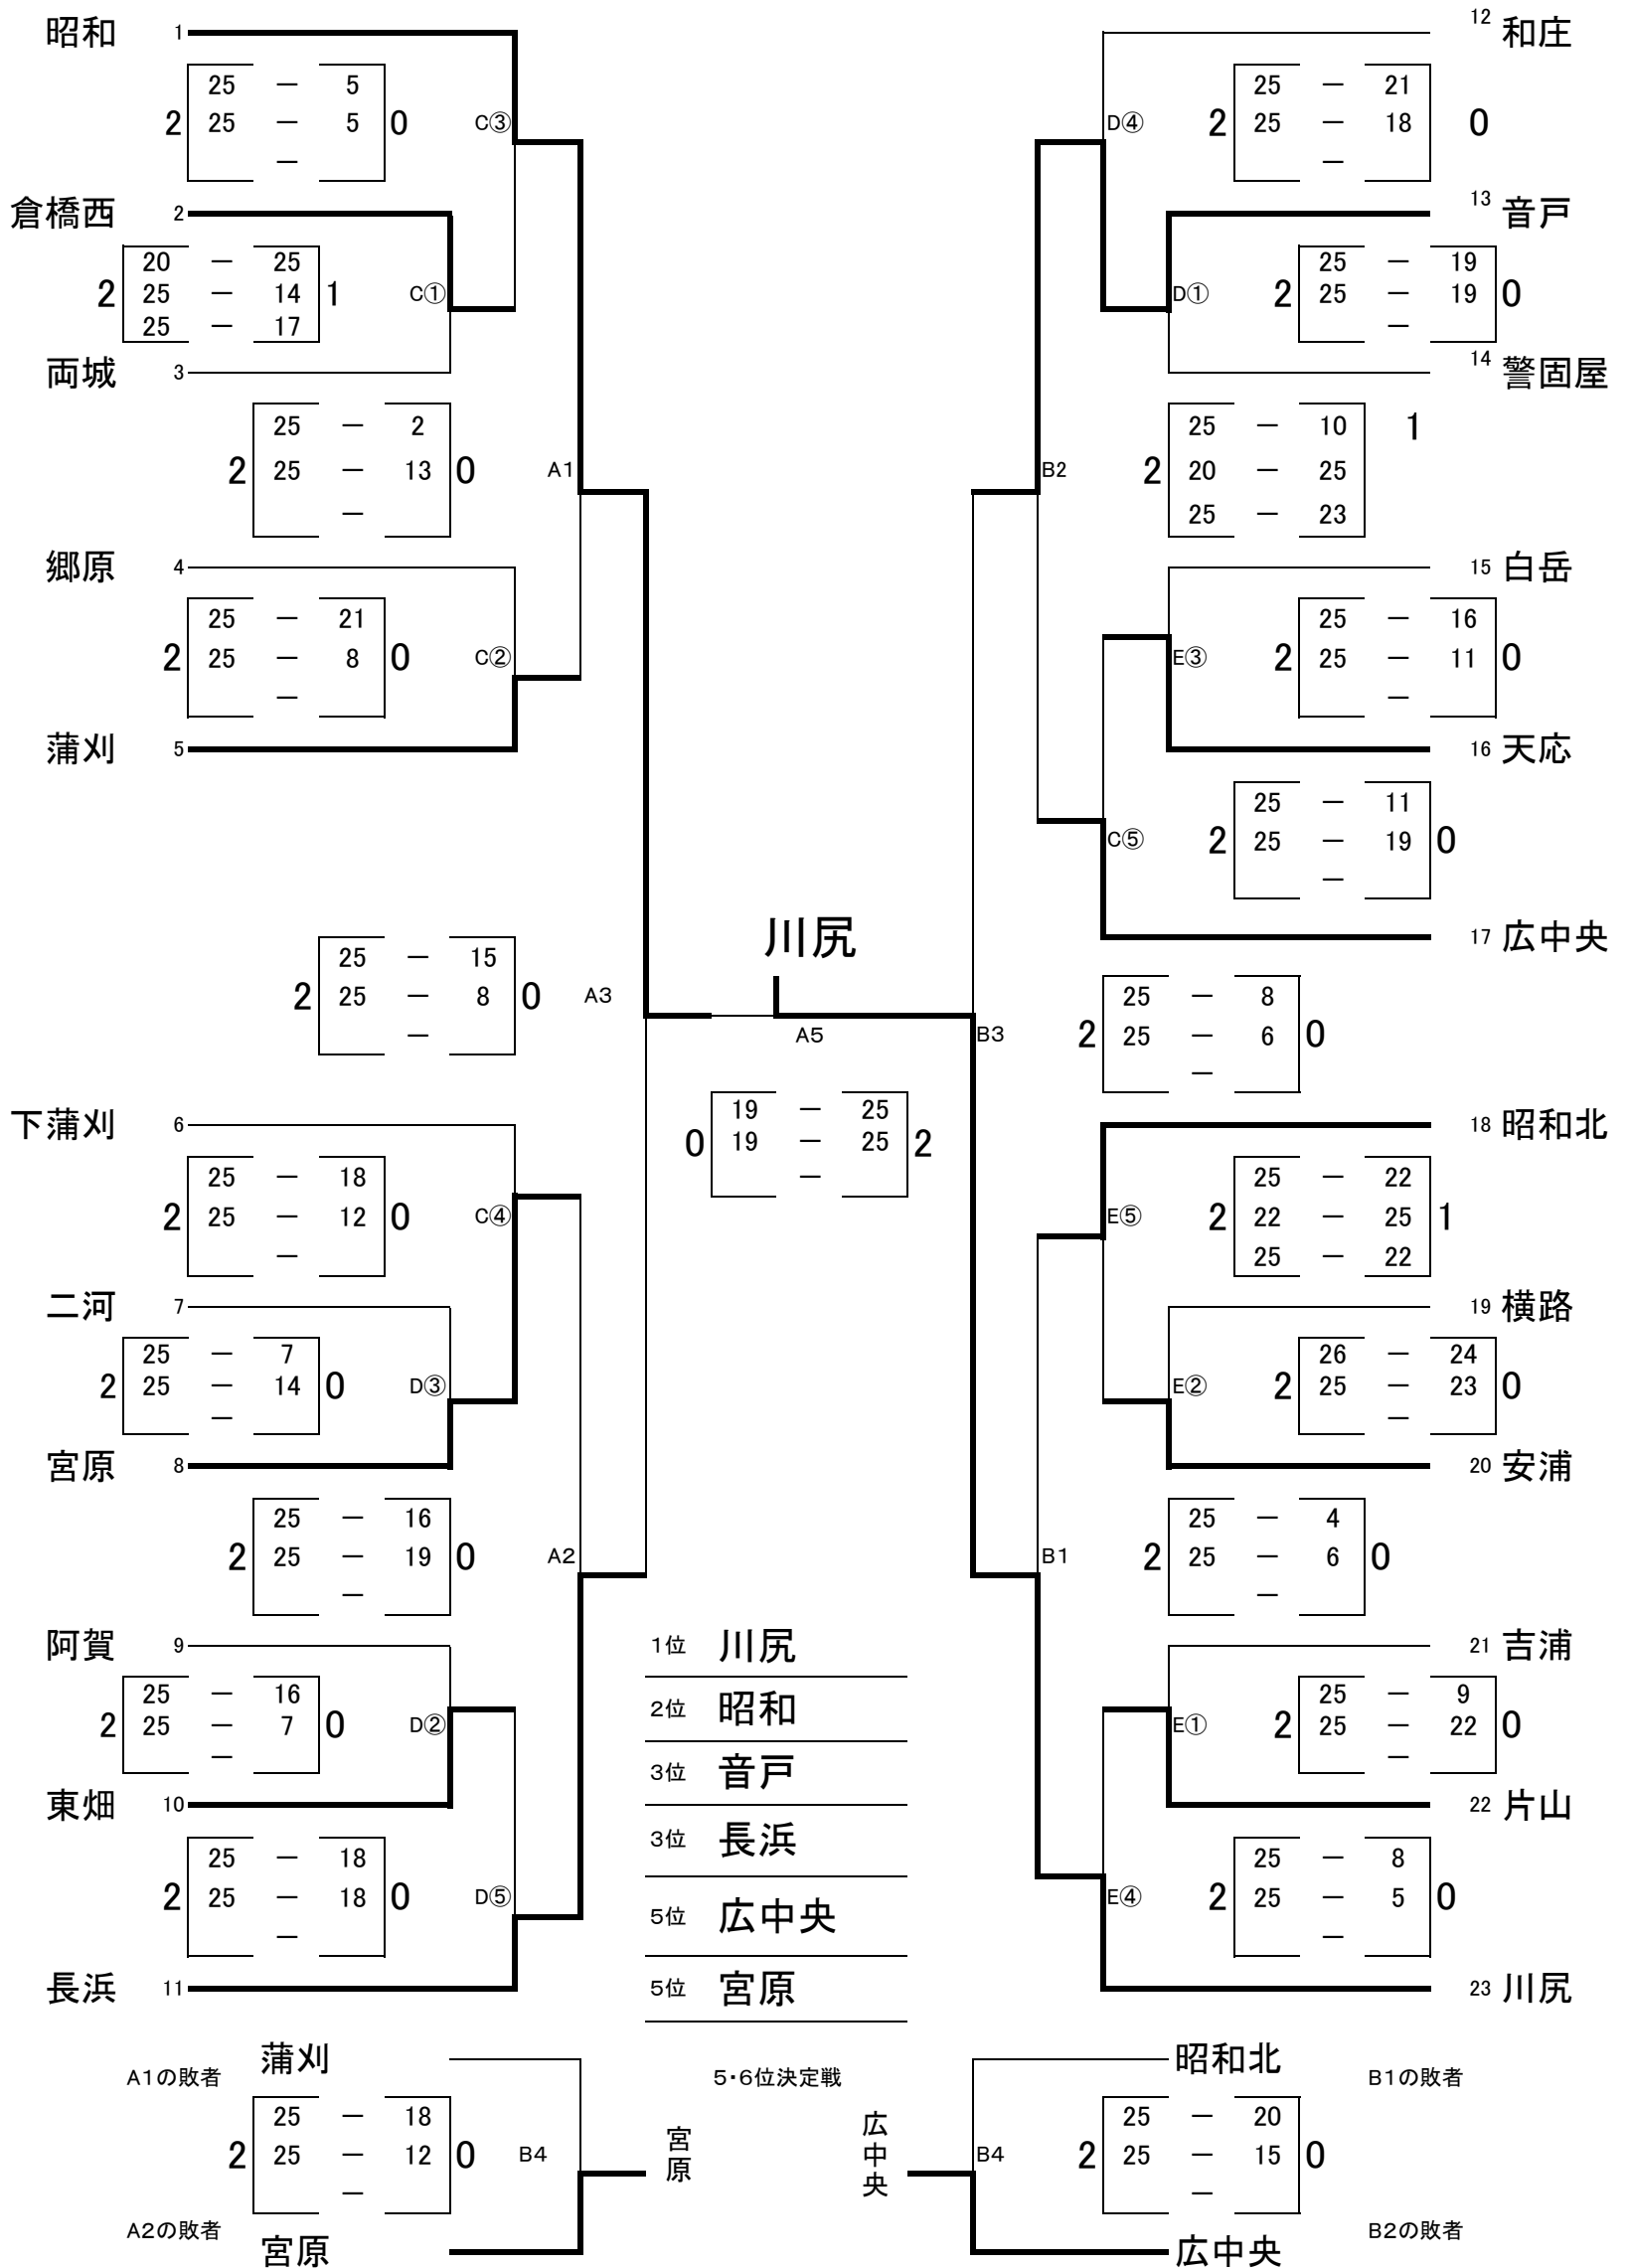 昭和 1
25 － 5
2 25 － 5 0 C③
－
倉橋西 2
20 － 25
2 25 － 14 1 C①
25 － 17
両城 3
25 － 2
2 25 － 13 0 A1
－
郷原 4
25 － 21
2 25 － 8 0 C②
－
蒲刈 5
25 － 15
2 25 － 8 0 A3
－
下蒲刈 6
25 － 18
2 25 － 12 0 C④
－
二河 7
25 － 7
2 25 － 14 0 D③
－
宮原 8
25 － 16
2 25 － 19 0 A2
－
阿賀 9
25 － 16
2 25 － 7 0 D②
－
東畑 10
25 － 18
2 25 － 18 0 D⑤
－
長浜 11
川尻
A5
19 － 25
0 19 － 25 2
－
1位 川尻
2位 昭和
3位 音戸
3位 長浜
5位 広中央
5位 宮原
12 和庄
25 － 21
D④ 2 25 － 18 0
－
13 音戸
25 － 19
D① 2 25 － 19 0
－
14 警固屋
25 － 10 1
B2 2 20 － 25
25 － 23
15 白岳
25 － 16
E③ 2 25 － 11 0
－
16 天応
25 － 11
C⑤ 2 25 － 19 0
－
17 広中央
25 － 8
B3 2 25 － 6 0
－
18 昭和北
25 － 22
E⑤ 2 22 － 25 1
25 － 22
19 横路
26 － 24
E② 2 25 － 23 0
－
20 安浦
25 － 4
B1 2 25 － 6 0
－
21 吉浦
25 － 9
E① 2 25 － 22 0
－
22 片山
25 － 8
E④ 2 25 － 5 0
－
23 川尻
5・6位決定戦
蒲刈
A1の敗者
25 － 18
2 25 － 12 0 B4
－
A2の敗者
宮原
宮原
広中央
昭和北
B1の敗者
25 － 20
B4 2 25 － 15 0
－
B2の敗者
広中央